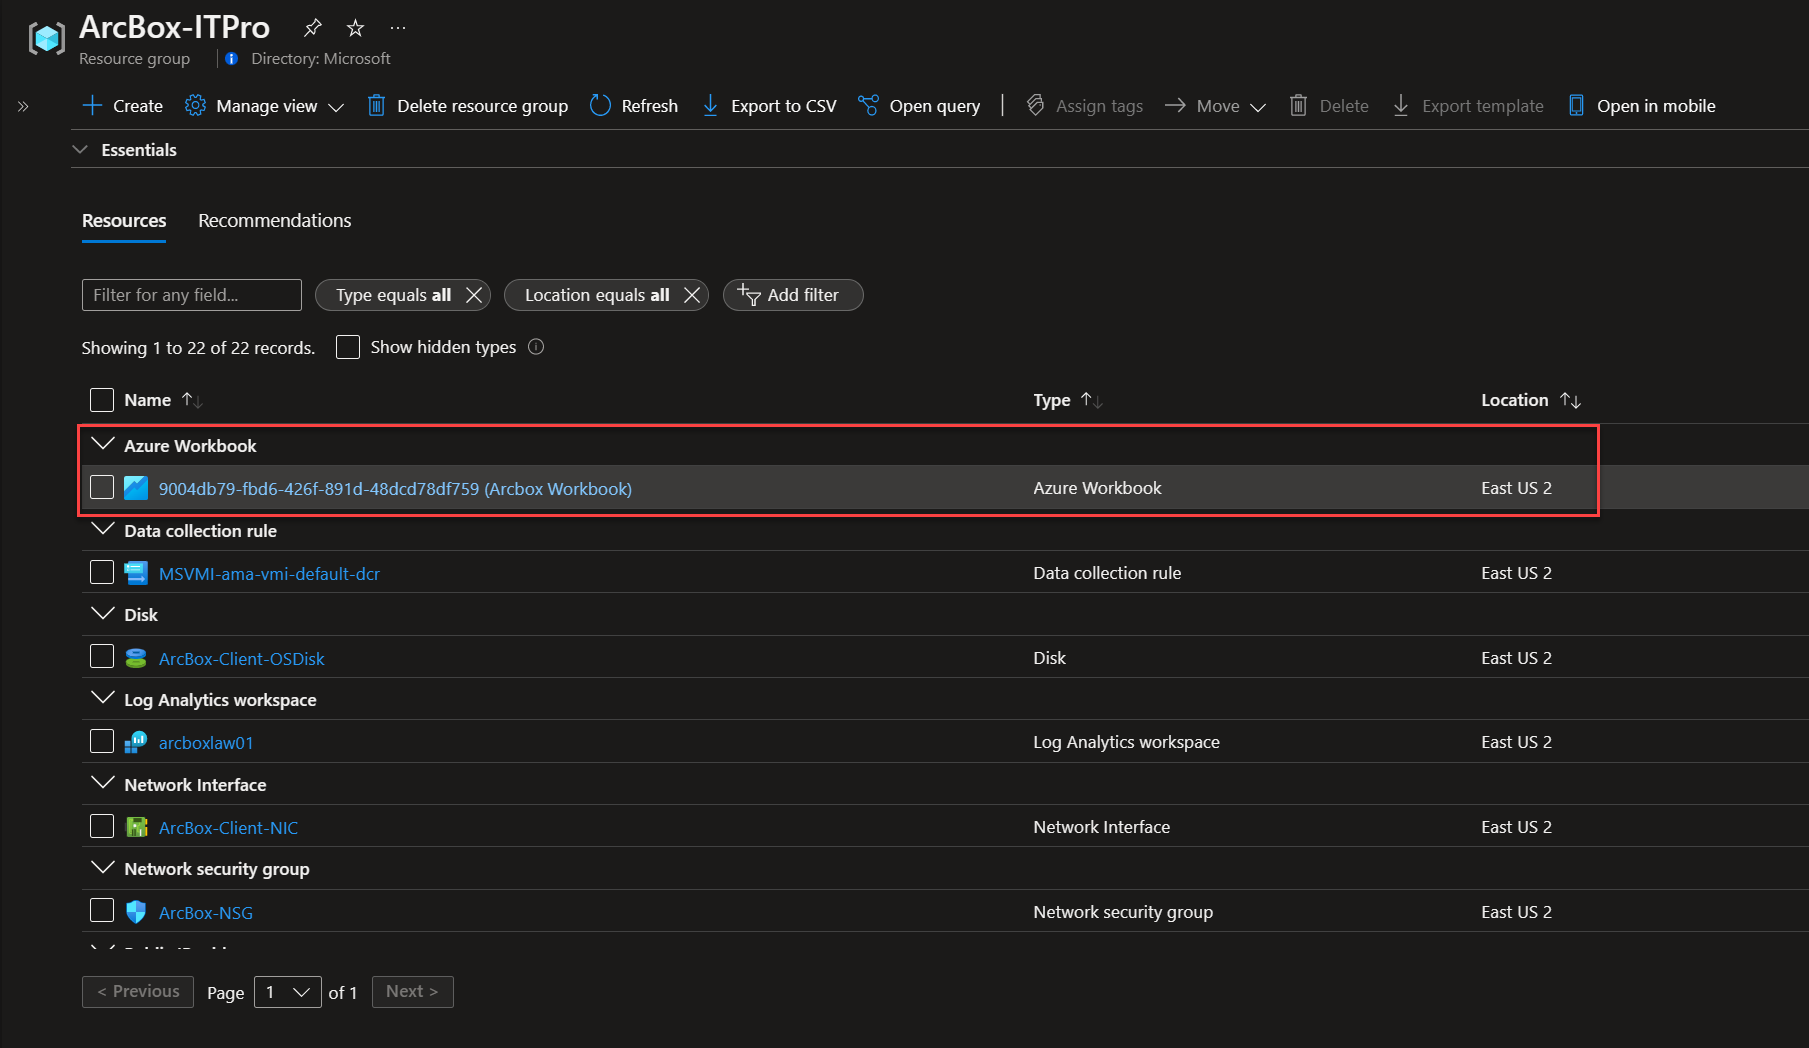 ArcBox-ITPro
Resource group
Directory: Microsoft
Create
Manage view
Delete resource group
Refresh
Export to CSV
Open query
Assign tags
Move
Delete
Export template
Open in mobile
Essentials
Resources
Recommendations
Filter for any field...
Type equals all
Location equals all
Add filter
Showing 1 to 22 of 22 records.
Show hidden types
Name
Type
Location
Azure Workbook
9004db79-fbd6-426f-891d-48dcd78df759 (Arcbox Workbook)
Azure Workbook
East US 2
Data collection rule
MSVMI-ama-vmi-default-dcr
Data collection rule
East US 2
Disk
ArcBox-Client-OSDisk
Disk
East US 2
Log Analytics workspace
arcboxlaw01
Log Analytics workspace
East US 2
Network Interface
ArcBox-Client-NIC
Network Interface
East US 2
Network security group
ArcBox-NSG
Network security group
East US 2
< Previous
Page
1
of 1
Next >